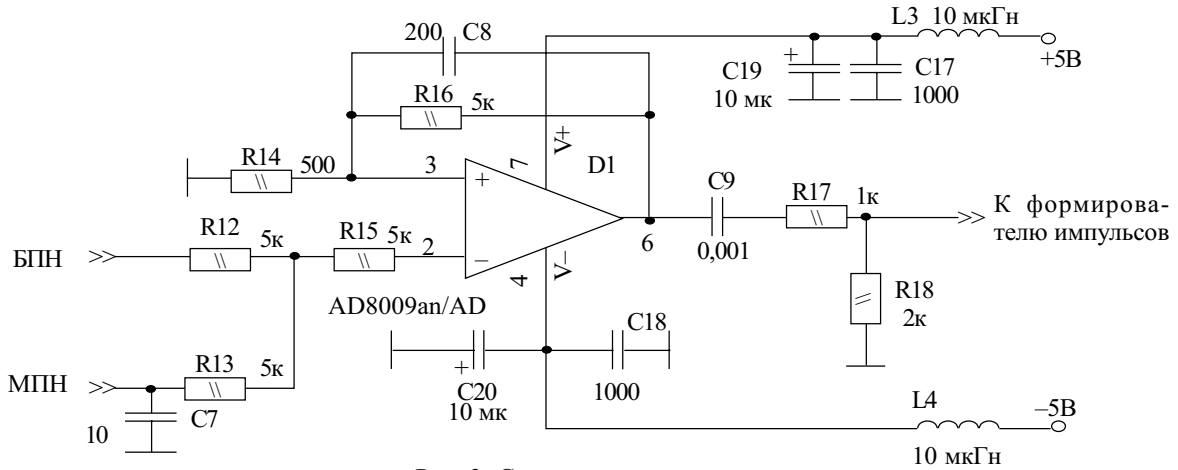 L3 10 мкГн
200 C8
+5В
+
C19
10 мк
C17
1000
R16 5к
V+
7
D1
R14 500
3
+
C9
0,001
R17 1к
К формирова-
телю импульсов
R12 5к
R15 5к
2
−
6
БПН
4
V−
R18
2к
AD8009an/AD
C18
1000
R13 5к
+
C20
10 мк
МПН
C7
10
L4
−5В
10 мкГн